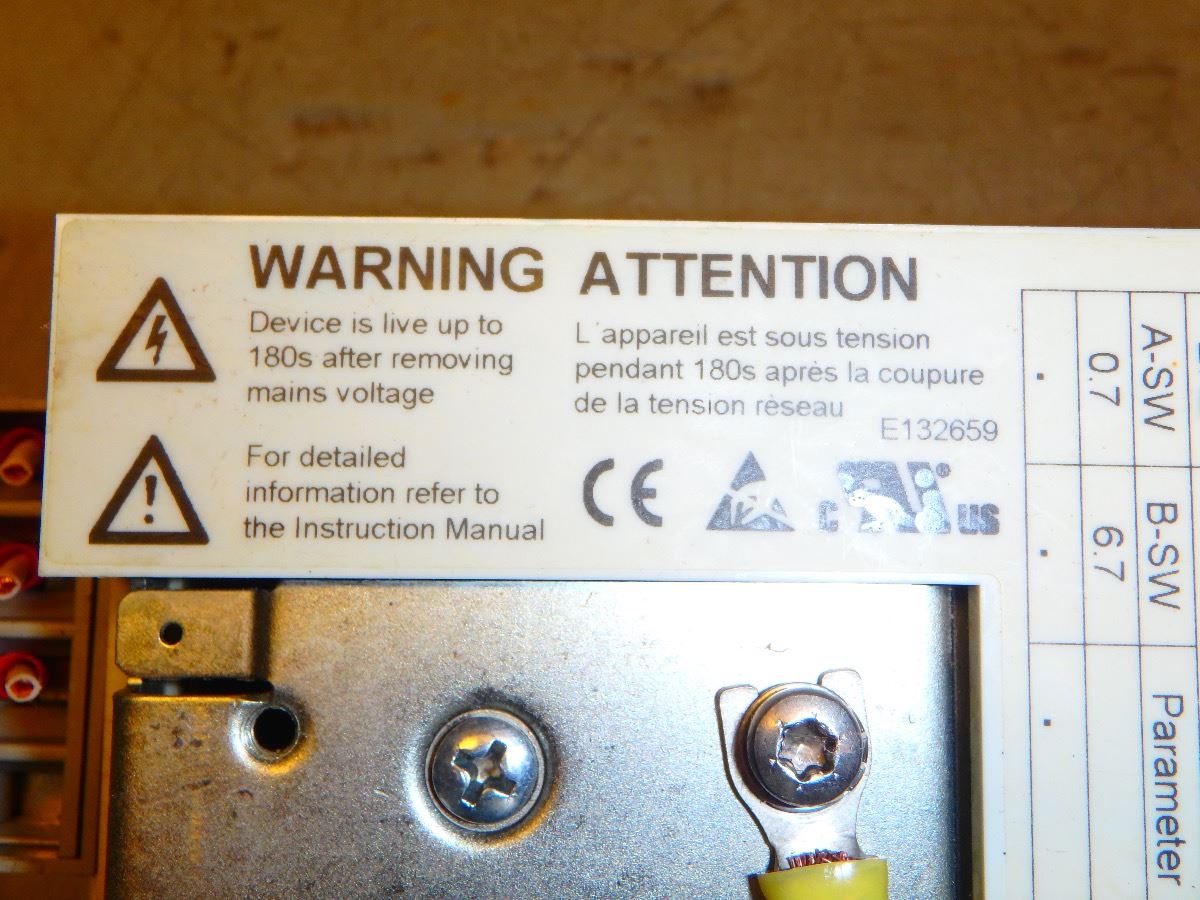 WARNING
Device is live up to
180s after removing
mains voltage
For detailed
information refer to
the Instruction Manual
ATTENTION
L´appareil est sous tension
pendant 180s après la coupure
de la tension rèseau
E132659
CE
c US
A-SW B-SW Parameter
0.7 6.7